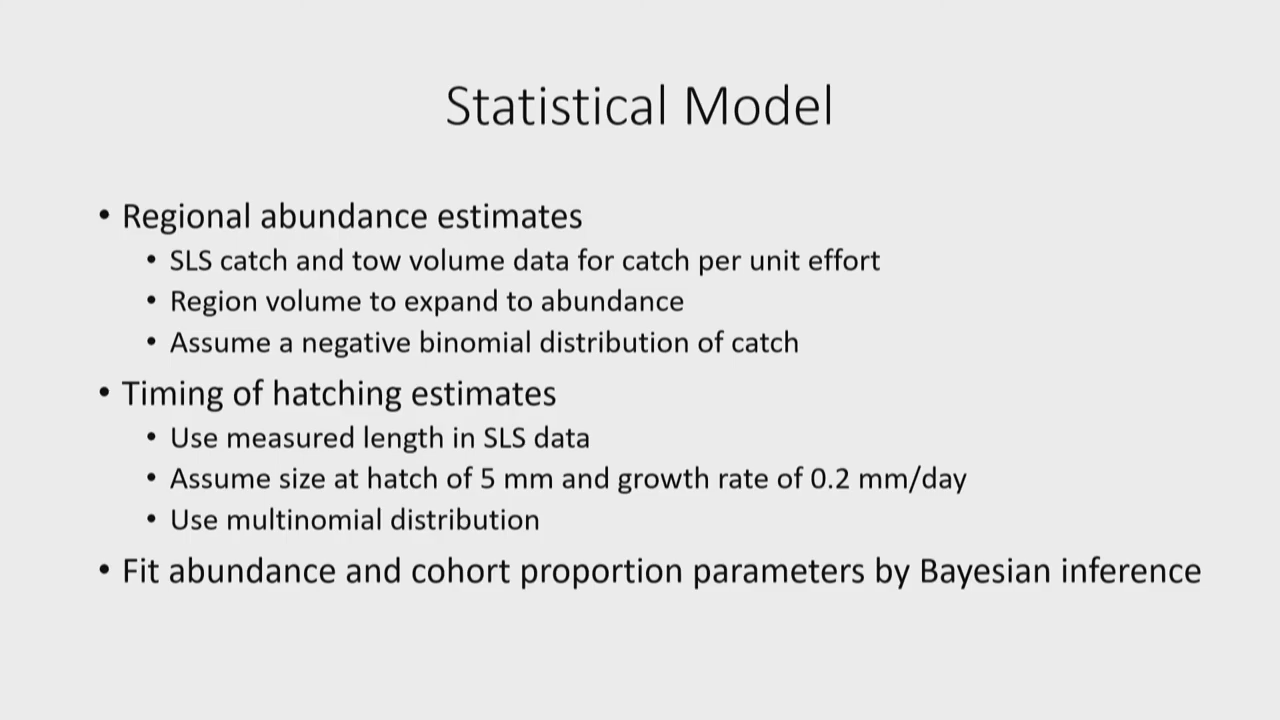 Statistical Model
• Regional abundance estimates
• SLS catch and tow volume data for catch per unit effort
• Region volume to expand to abundance
• Assume a negative binomial distribution of catch
• Timing of hatching estimates
• Use measured length in SLS data
• Assume size at hatch of 5 mm and growth rate of 0.2 mm/day
• Use multinomial distribution
• Fit abundance and cohort proportion parameters by Bayesian inference